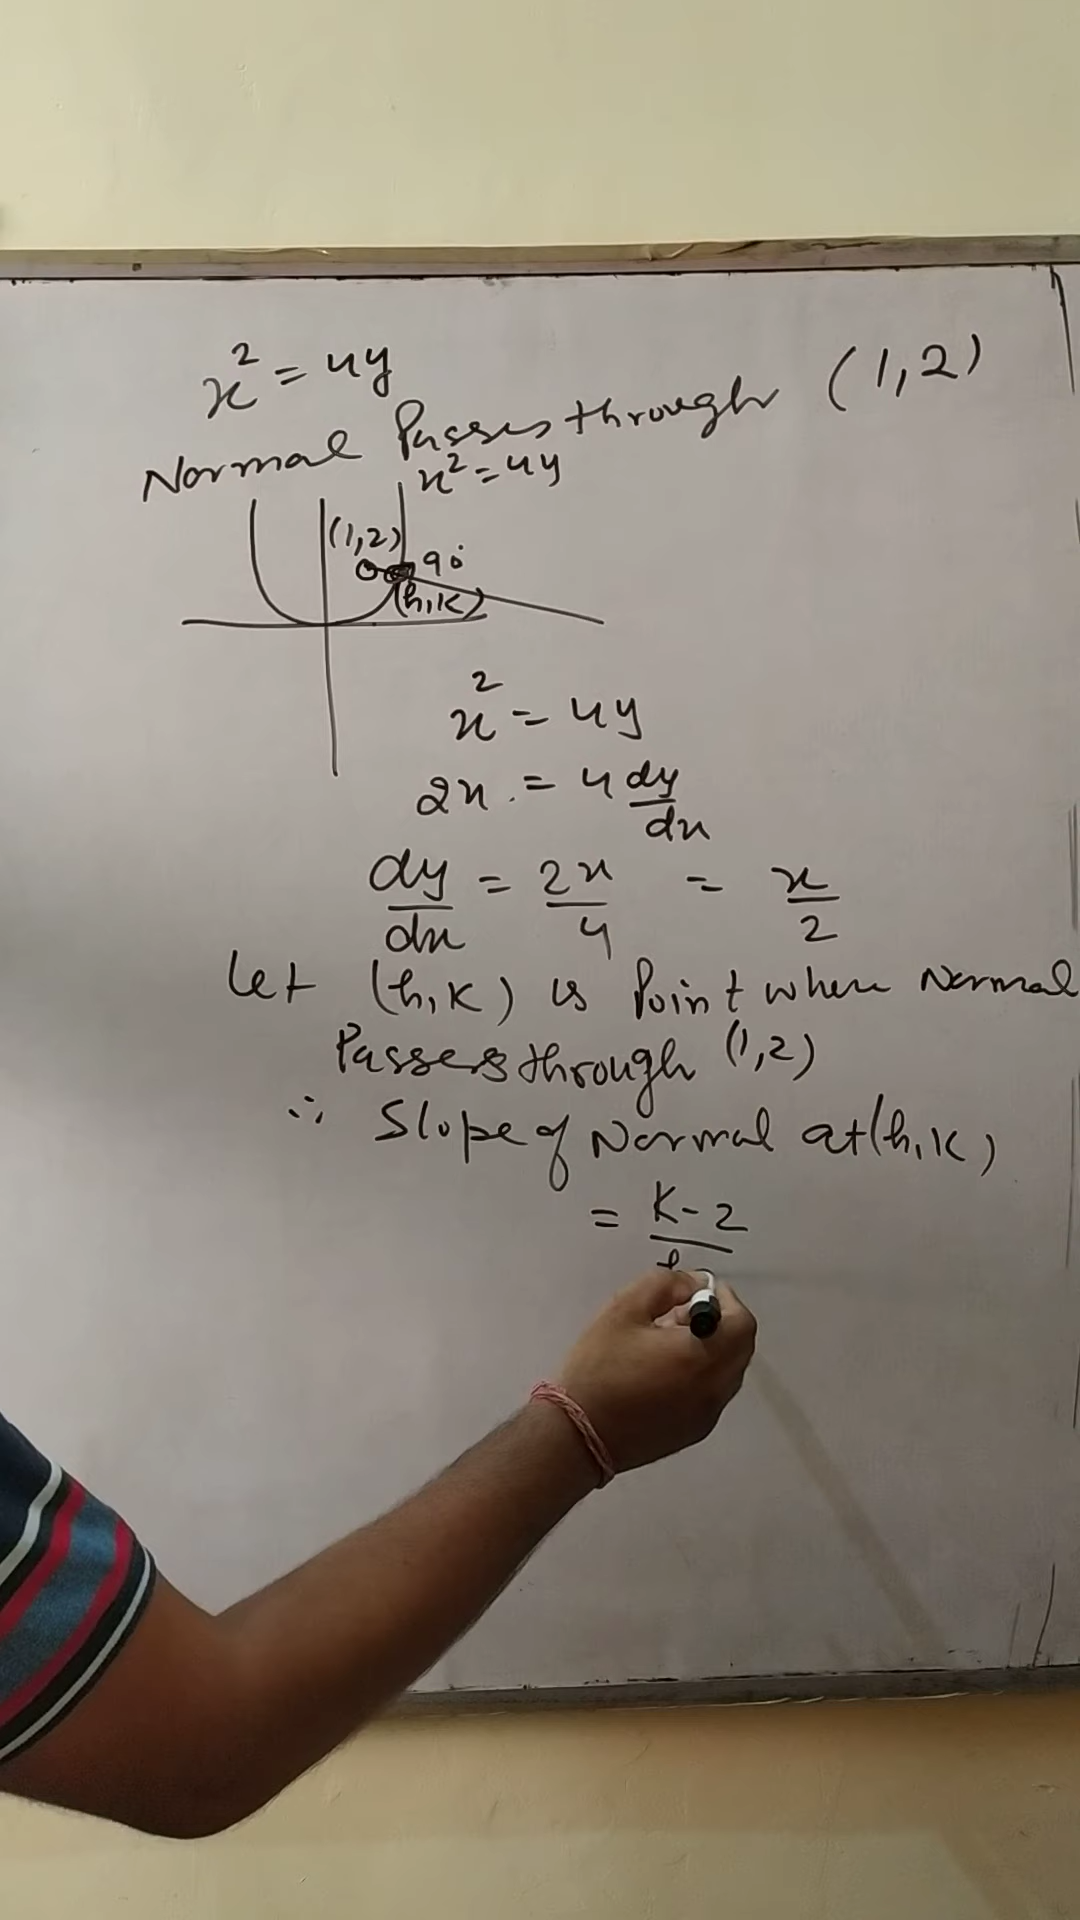 x² = 4y
Normal Passes through (1,2)
x² = 4y
(1,2)
90°
(h,k)
x² = 4y
2x = 4 dy/dx
dy/dx = 2x/4 = x/2
Let (h,k) is Point where Normal
Passes through (1,2)
∴ Slope of Normal at (h,k)
= K-2